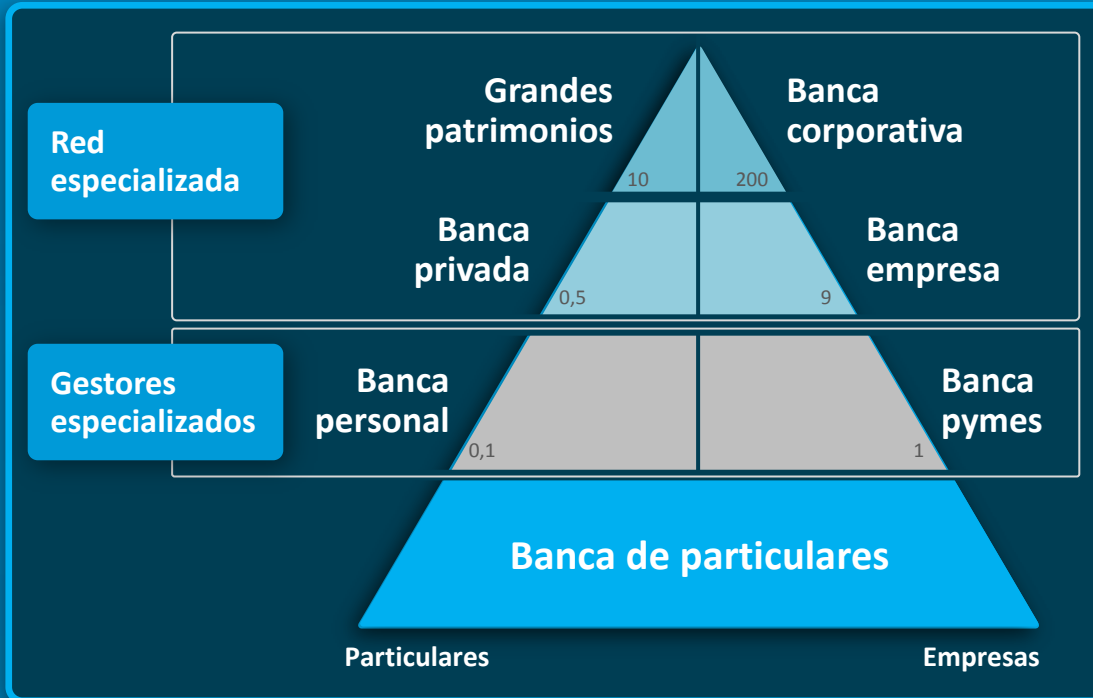 Grandes
patrimonios
Banca
corporativa
Red
especializada
10
200
Banca
privada
Banca
empresa
0,5
9
Gestores
especializados
Banca
personal
Banca
pymes
0,1
1
Banca de particulares
Particulares
Empresas